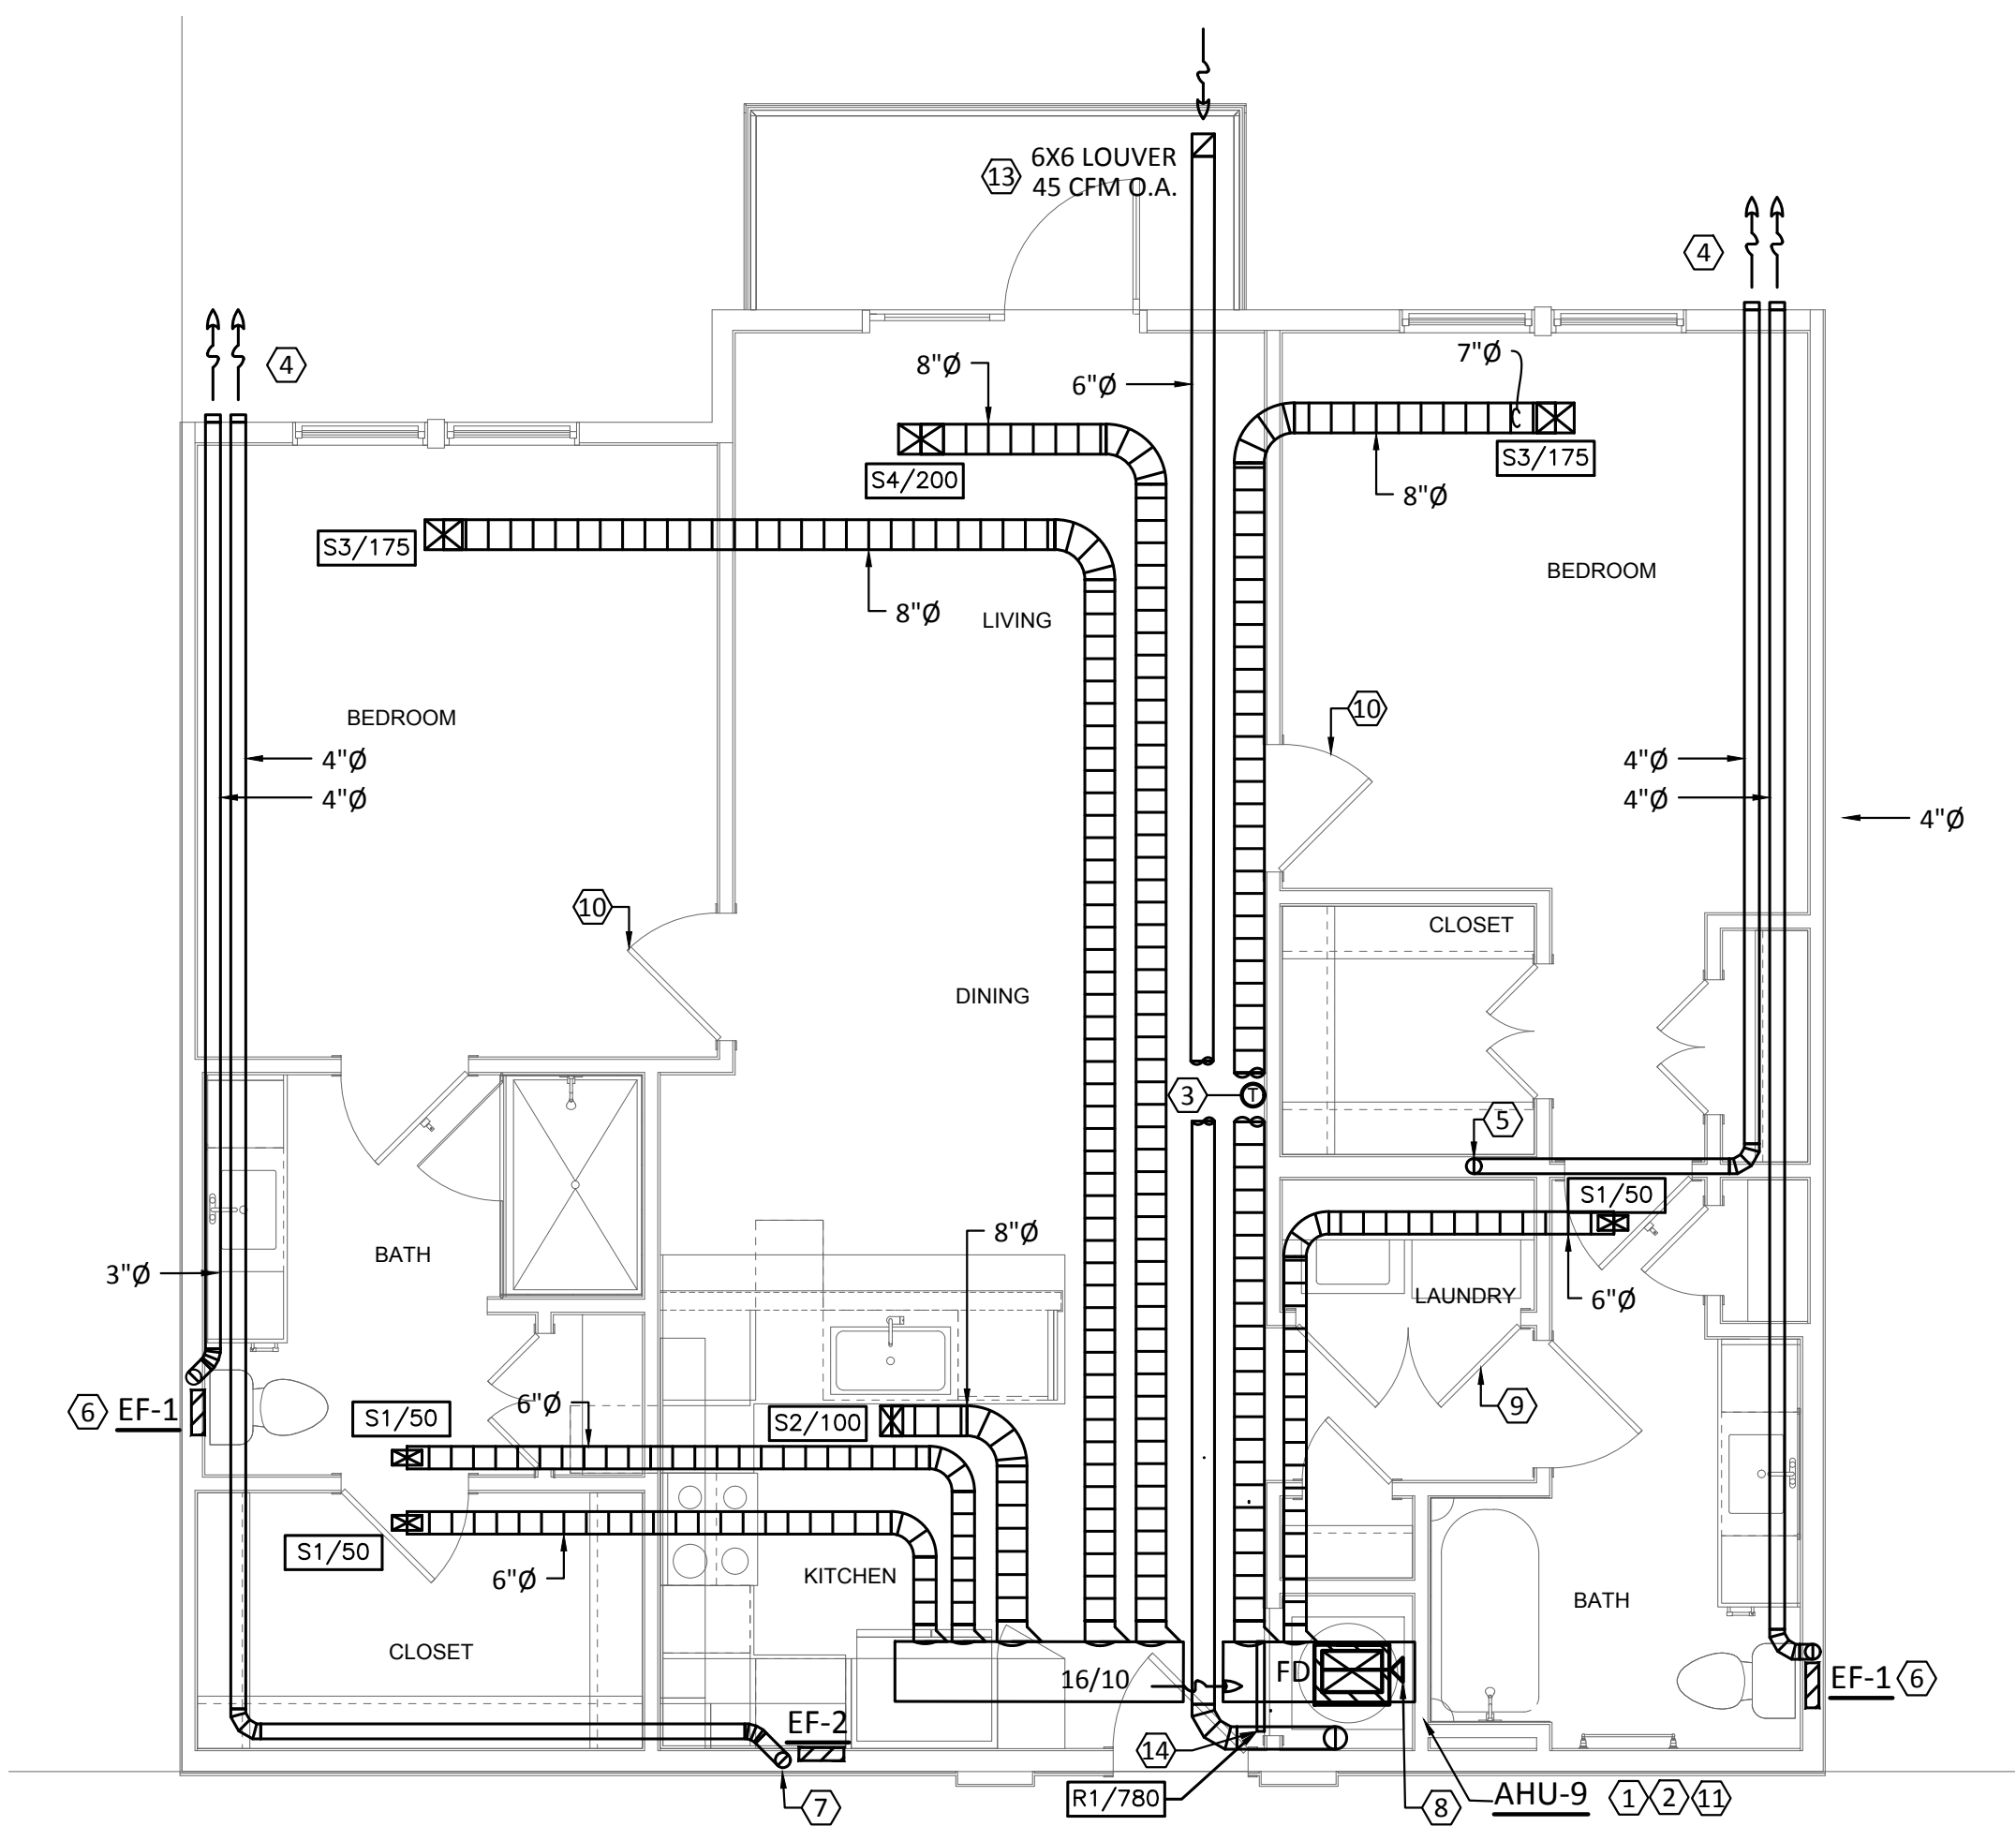 6X6 LOUVER
13
45 CFM O.A.
4
4
8"Ø
6"Ø
7"Ø
S3/175
S4/200
8"Ø
S3/175
8"Ø
BEDROOM
LIVING
BEDROOM
10
4"Ø
4"Ø
4"Ø
4"Ø
4"Ø
10
CLOSET
DINING
3
T
5
S1/50
8"Ø
BATH
3"Ø
LAUNDRY
6"Ø
6"Ø
9
6
EF-1
S1/50
S2/100
S1/50
6"Ø
KITCHEN
BATH
CLOSET
16/10
FD
EF-1
6
EF-2
14
R1/780
7
8
AHU-9
1
2
11